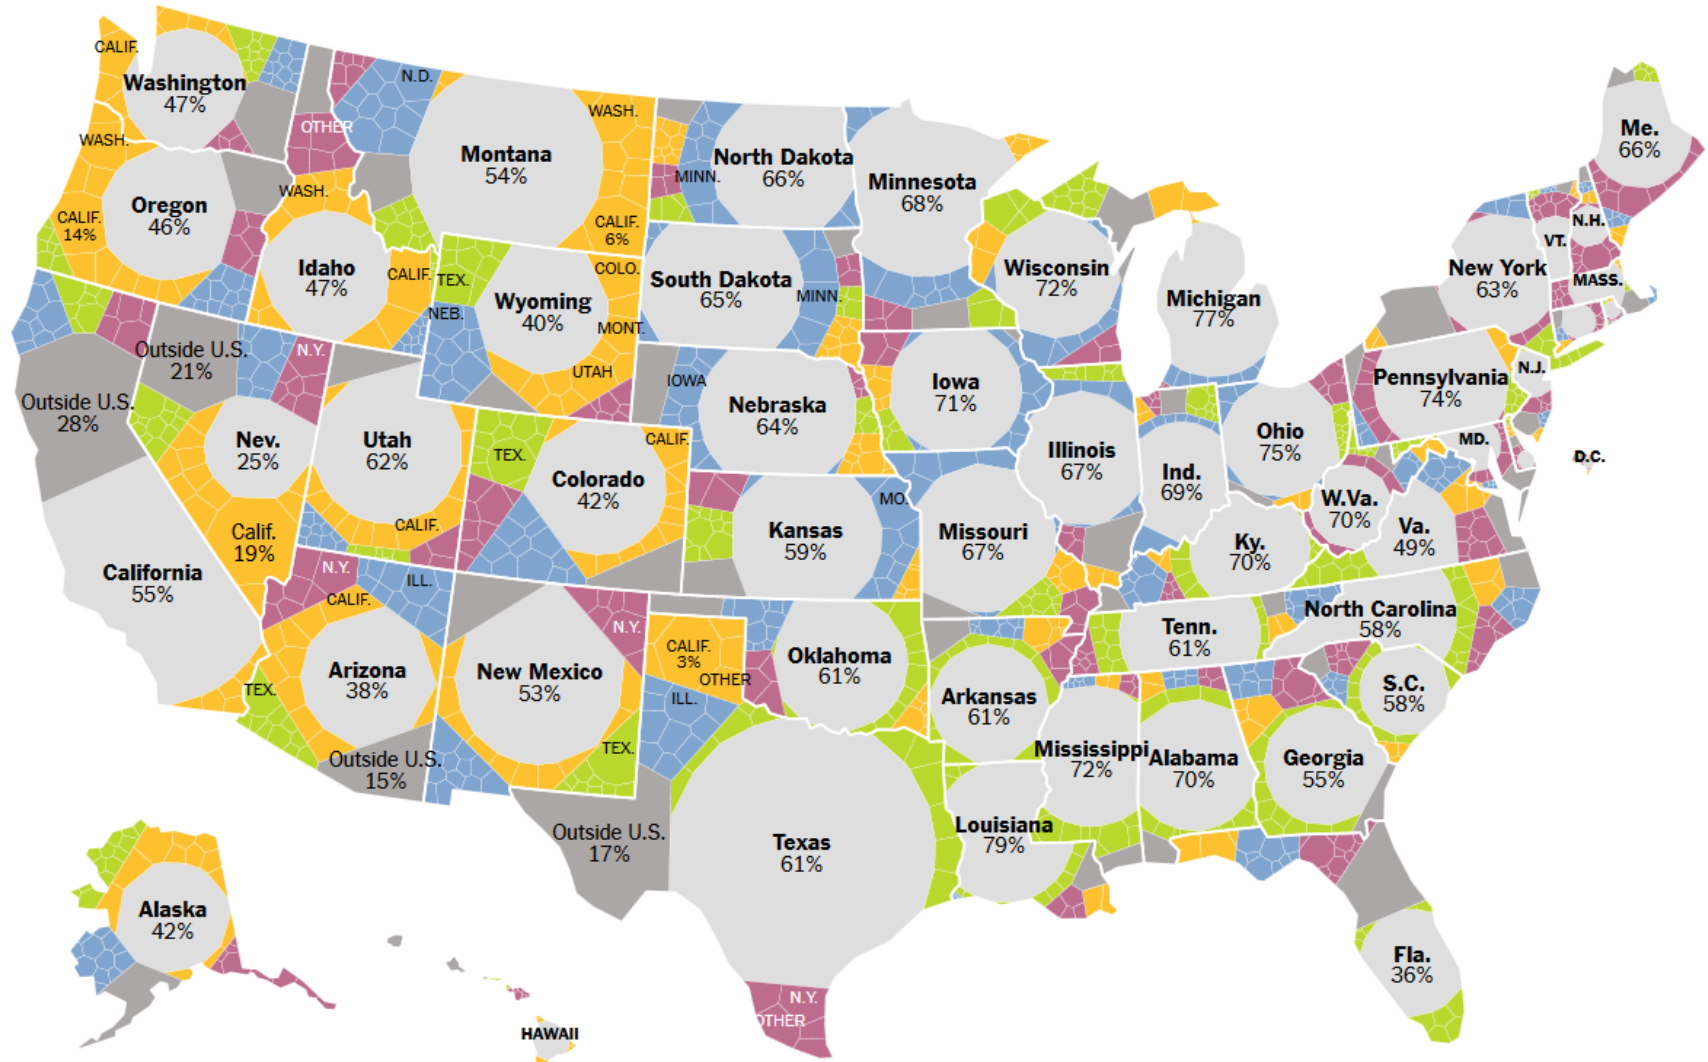 CALIF.
Washington
47%
WASH.
Oregon
46%
CALIF.
14%
OTHER
WASH.
Idaho
47%
CALIF.
N.D.
Montana
54%
WASH.
CALIF.
6%
TEX.
NEB.
Wyoming
40%
COLO.
MONT.
UTAH
MINN.
North Dakota
66%
South Dakota
65%
MINN.
Minnesota
68%
Wisconsin
72%
Michigan
77%
Me.
66%
N.H.
VT.
MASS.
New York
63%
Pennsylvania
74%
N.J.
MD.
D.C.
Outside U.S.
28%
California
55%
Outside U.S.
21%
N.Y.
Nev.
25%
Calif.
19%
Utah
62%
CALIF.
TEX.
Colorado
42%
CALIF.
IOWA
Nebraska
64%
Iowa
71%
Kansas
59%
MO.
Missouri
67%
Illinois
67%
Ind.
69%
Ohio
75%
W.Va.
70%
Va.
49%
Ky.
70%
N.Y.
CALIF.
ILL.
Arizona
38%
TEX.
Outside U.S.
15%
New Mexico
53%
N.Y.
TEX.
CALIF.
3%
OTHER
ILL.
Oklahoma
61%
Arkansas
61%
Tenn.
61%
North Carolina
58%
S.C.
58%
Mississippi
72%
Alabama
70%
Georgia
55%
Louisiana
79%
Outside U.S.
17%
Texas
61%
N.Y.
OTHER
Fla.
36%
Alaska
42%
HAWAII